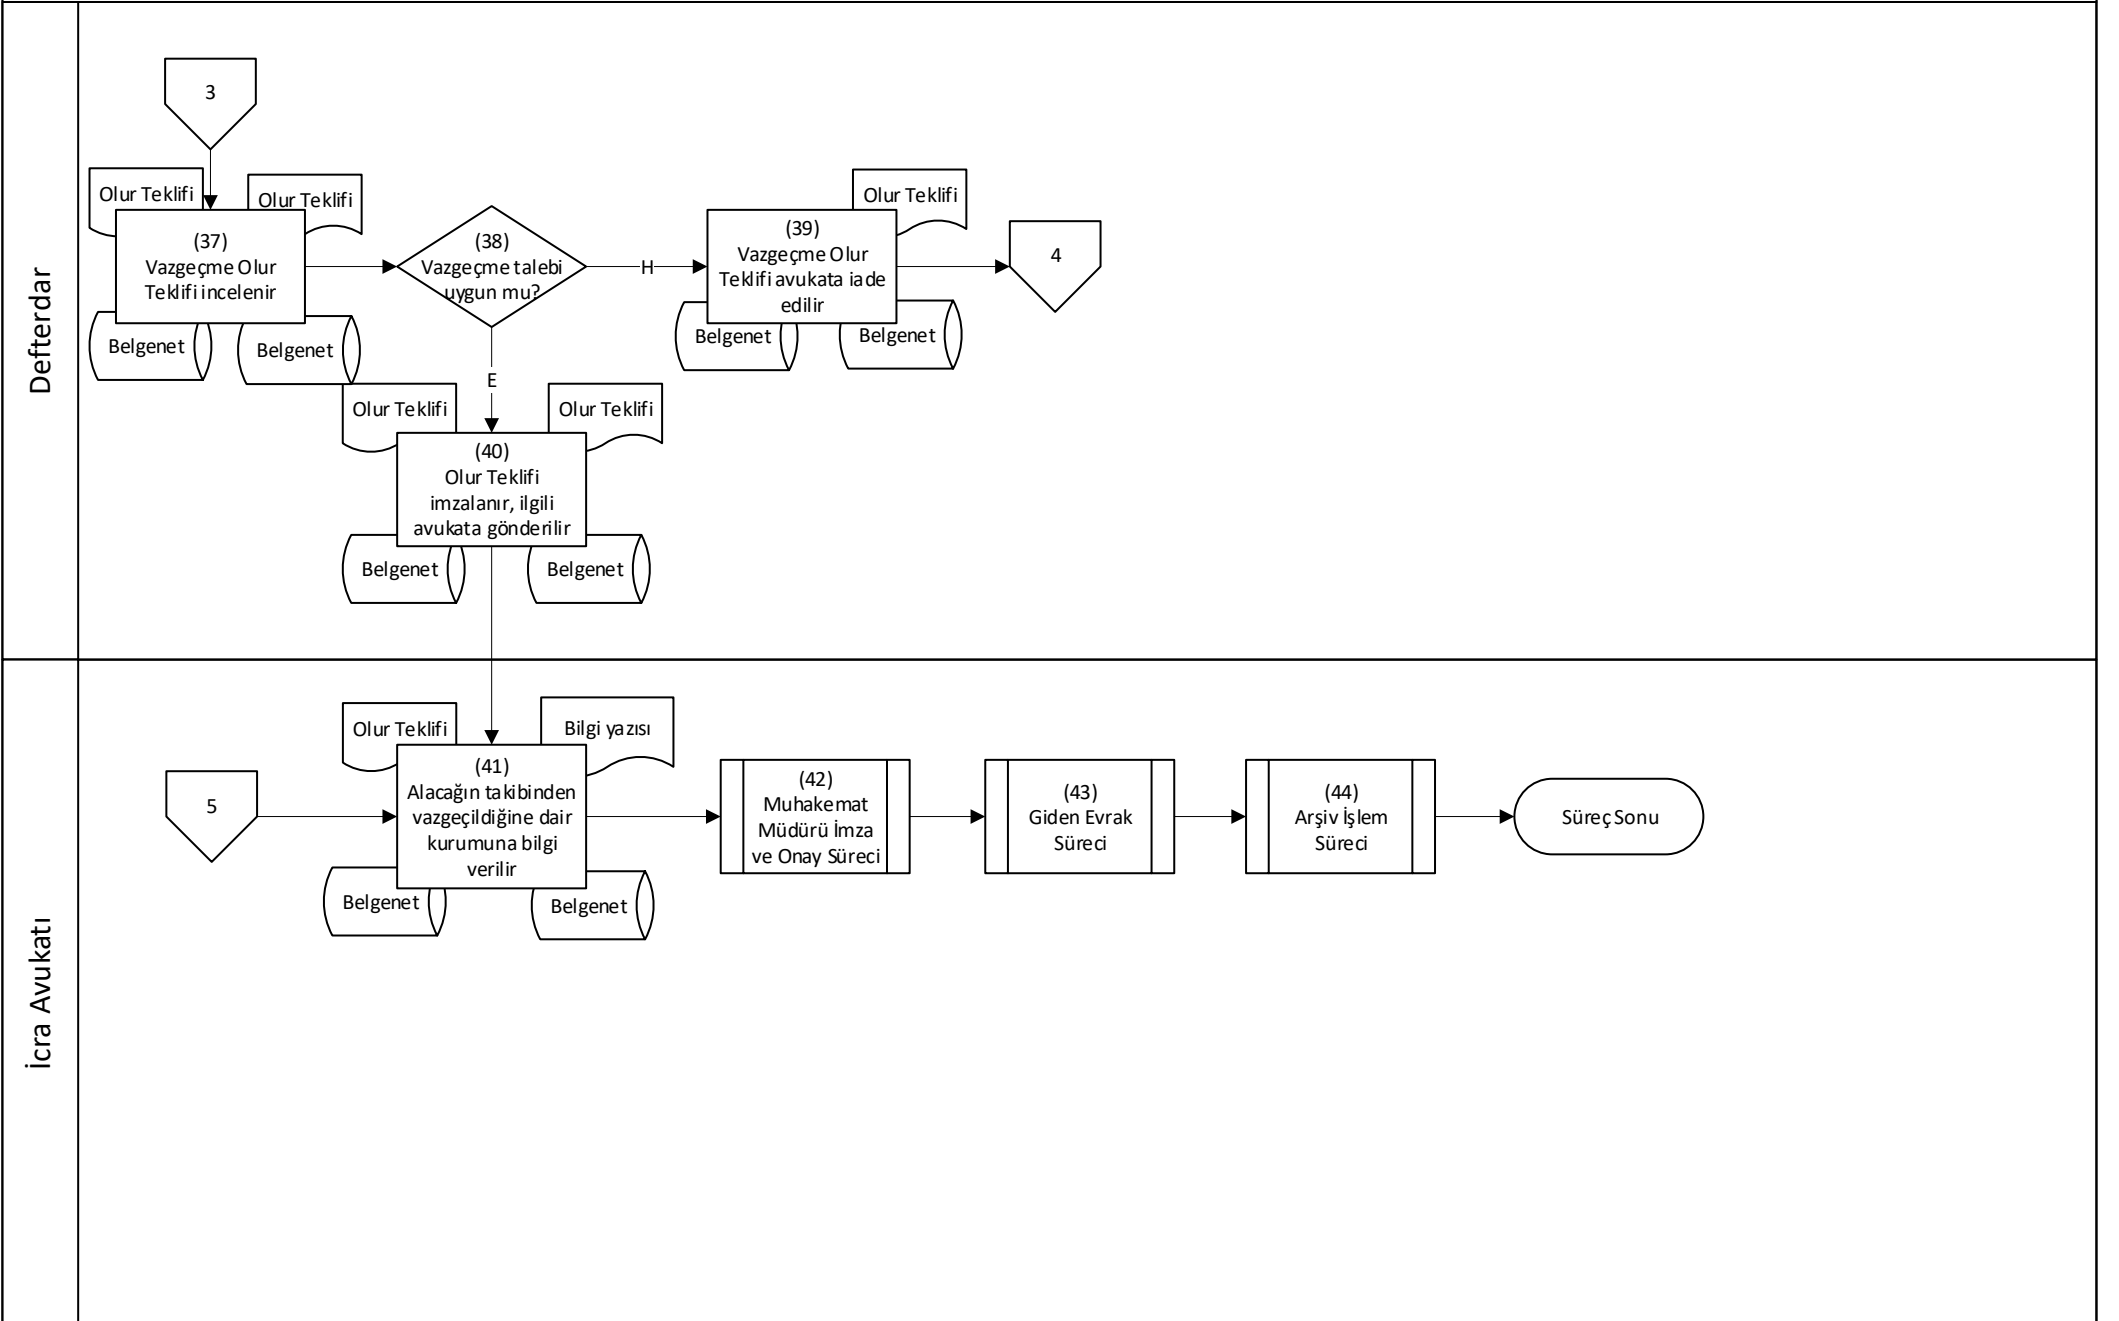 Defterdar
3
Olur Teklifi
Olur Teklifi
(37)
Vazgeçme Olur
Teklifi incelenir
Belgenet
Belgenet
(38)
Vazgeçme talebi
uygun mu?
H
E
Olur Teklifi
(39)
Vazgeçme Olur
Teklifi avukata iade
edilir
Belgenet
Belgenet
4
Olur Teklifi
Olur Teklifi
(40)
Olur Teklifi
imzalanır, ilgili
avukata gönderilir
Belgenet
Belgenet
İcra Avukatı
5
Olur Teklifi
Bilgi yazısı
(41)
Alacağın takibinden
vazgeçildiğine dair
kurumuna bilgi
verilir
Belgenet
Belgenet
(42)
Muhakemat
Müdürü İmza
ve Onay Süreci
(43)
Giden Evrak
Süreci
(44)
Arşiv İşlem
Süreci
Süreç Sonu